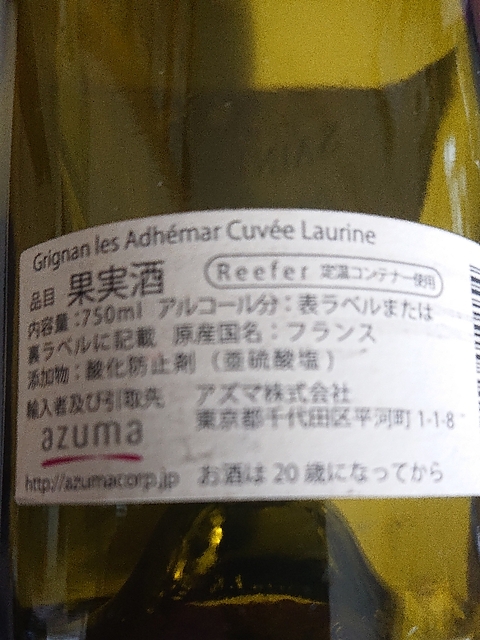 Grignan les Adhémar Cuvée Laurine
品目 果実酒 Reefer 定温コンテナー使用
内容量:750ml アルコール分:表ラベルまたは
裏ラベルに記載 原産国名:フランス
添加物:酸化防止剤(亜硫酸塩)
輸入者及び引取先 アズマ株式会社
東京都千代田区平河町 1-1-8
azuma
http://azumacorp.jp お酒は 20 歳になってから